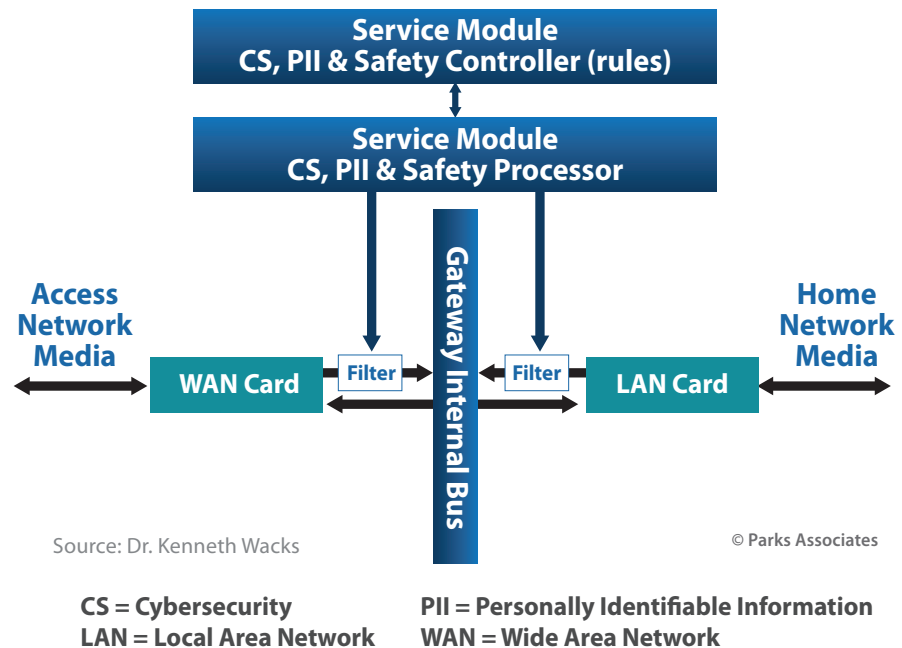 Service Module
CS, PII & Safety Controller (rules)
Service Module
CS, PII & Safety Processor
Gateway Internal Bus
Access
Network
Media
Home
Network
Media
WAN Card
Filter
Filter
LAN Card
Source: Dr. Kenneth Wacks
© Parks Associates
CS = Cybersecurity
PII = Personally Identifiable Information
LAN = Local Area Network
WAN = Wide Area Network